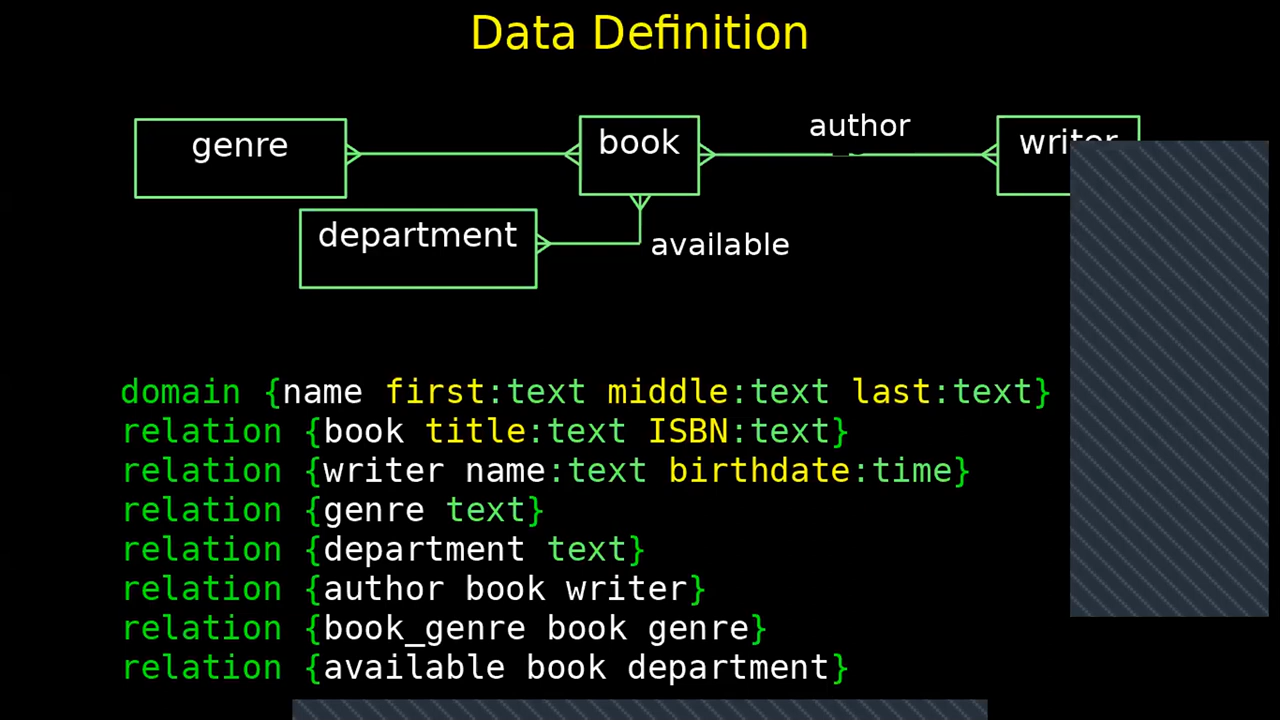 Data Definition
genre
book
author
writer
department
available
domain {name first:text middle:text last:text}
relation {book title:text ISBN:text}
relation {writer name:text birthdate:time}
relation {genre text}
relation {department text}
relation {author book writer}
relation {book_genre book genre}
relation {available book department}